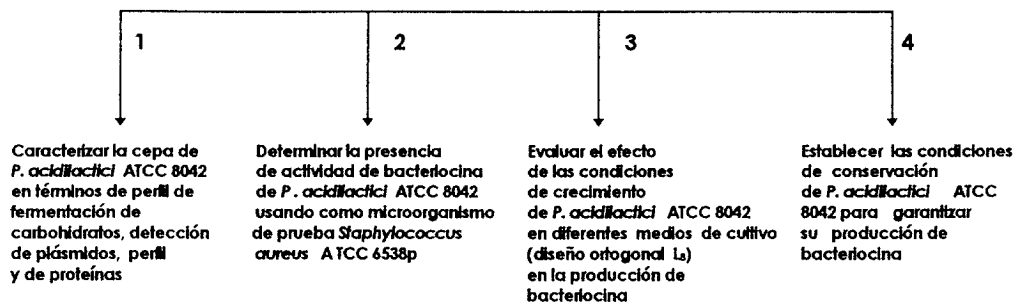 1
2
3
4
Caracterizar la cepa de
P. acidilactici ATCC 8042
en términos de perfil de
fermentación de
carbohidratos, detección
de plásmidos, perfil
y de proteínas
Determinar la presencia
de actividad de bacteriocina
de P. acidilactici ATCC 8042
usando como microorganismo
de prueba Staphylococcus
aureus ATCC 6538p
Evaluar el efecto
de las condiciones
de crecimiento
de P. acidilactici ATCC 8042
en diferentes medios de cultivo
(diseño ortogonal L₈)
en la producción de
bacteriocina
Establecer las condiciones
de conservación
de P. acidilactici ATCC
8042 para garantizar
su producción de
bacteriocina